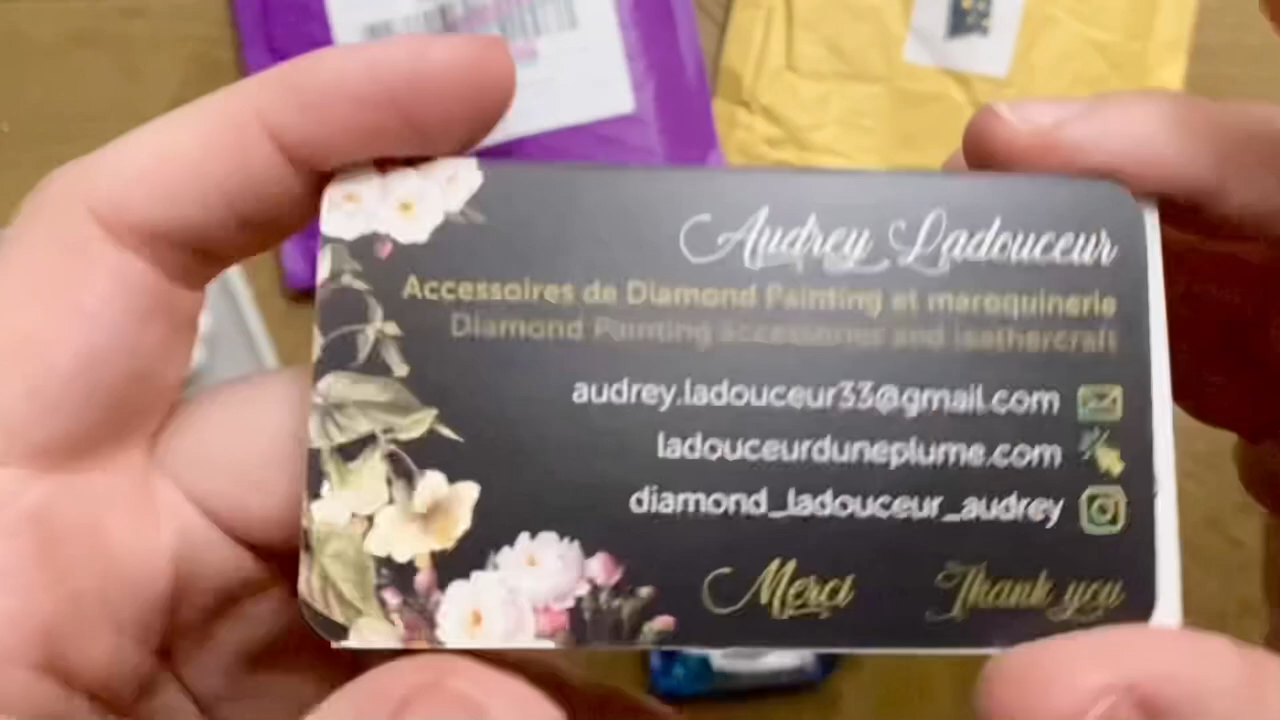 Audrey Ladouceur
Accessoires de Diamond Painting et maroquinerie
Diamond Painting accessories and leathercraft
audrey.ladouceur33@gmail.com
ladouceurduneplume.com
diamond_ladouceur_audrey
Merci Thank you